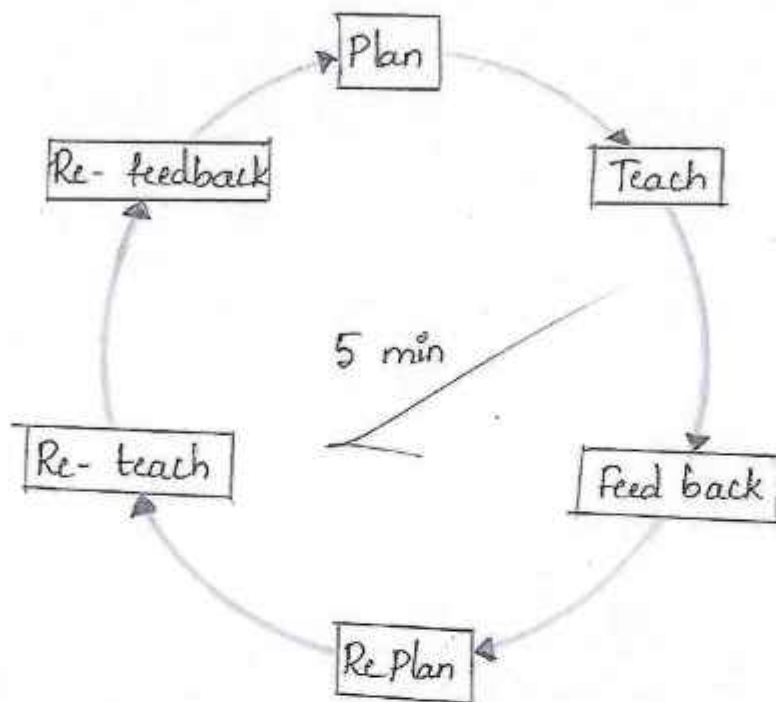 Plan
Teach
Feed back
Re Plan
Re- teach
Re- feedback
5 min